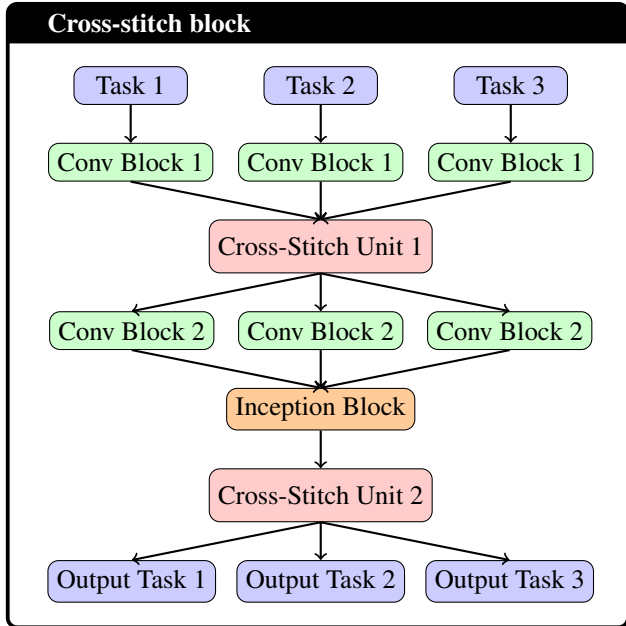 Cross-stitch block
Task 1 Task 2 Task 3
Conv Block 1 Conv Block 1 Conv Block 1
Cross-Stitch Unit 1
Conv Block 2 Conv Block 2 Conv Block 2
Inception Block
Cross-Stitch Unit 2
Output Task 1 Output Task 2 Output Task 3